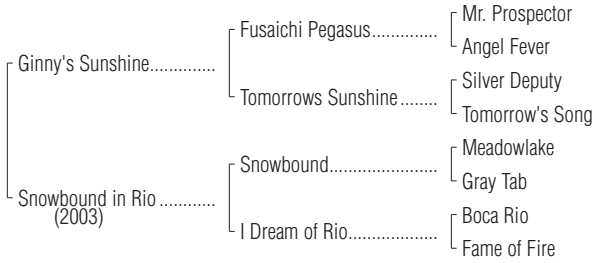 Mr. Prospector
Fusaichi Pegasus..............
Angel Fever
Ginny's Sunshine.............
Silver Deputy
Tomorrows Sunshine ........
Tomorrow's Song
Meadowlake
Snowbound.......................
Gray Tab
Snowbound in Rio ............
(2003)
Boca Rio
I Dream of Rio...................
Fame of Fire